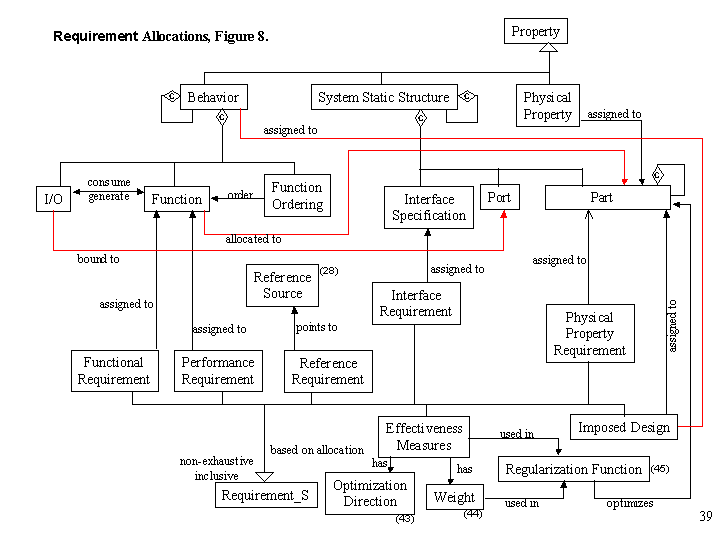 Requirement Allocations, Figure 8.
Property
Behavior
System Static Structure
Physical
Property
C
C
C
C
assigned to
assigned to
C
consume
generate
I/O
Function
order
Function
Ordering
Interface
Specification
Port
Part
allocated to
bound to
Reference
Source
(28)
assigned to
assigned to
Interface
Requirement
assigned to
assigned to
points to
Physical
Property
Requirement
assigned to
Functional
Requirement
Performance
Requirement
Reference
Requirement
Effectiveness
Measures
Imposed Design
used in
based on allocation
non-exhaustive
inclusive
has
has
Regularization Function
(45)
Requirement_S
Optimization
Direction
(43)
Weight
(44)
used in
optimizes
39